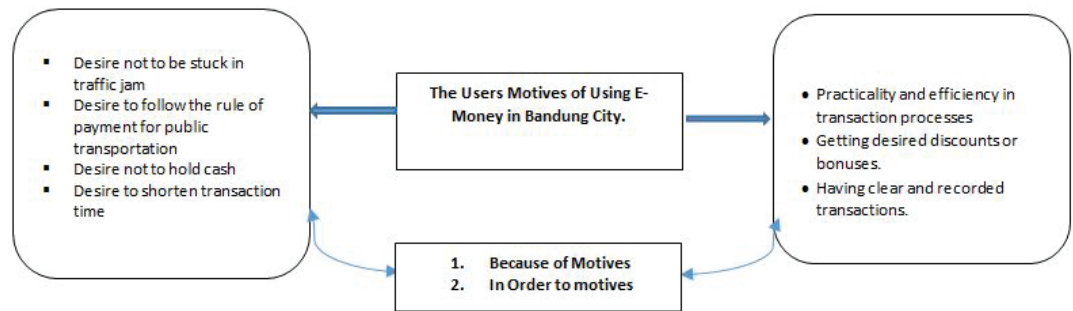 ▪ Desire not to be stuck in
traffic jam
▪ Desire to follow the rule of
payment for public
transportation
▪ Desire not to hold cash
▪ Desire to shorten transaction
time
The Users Motives of Using E-
Money in Bandung City.
• Practicality and efficiency in
transaction processes
• Getting desired discounts or
bonuses.
• Having clear and recorded
transactions.
1. Because of Motives
2. In Order to motives